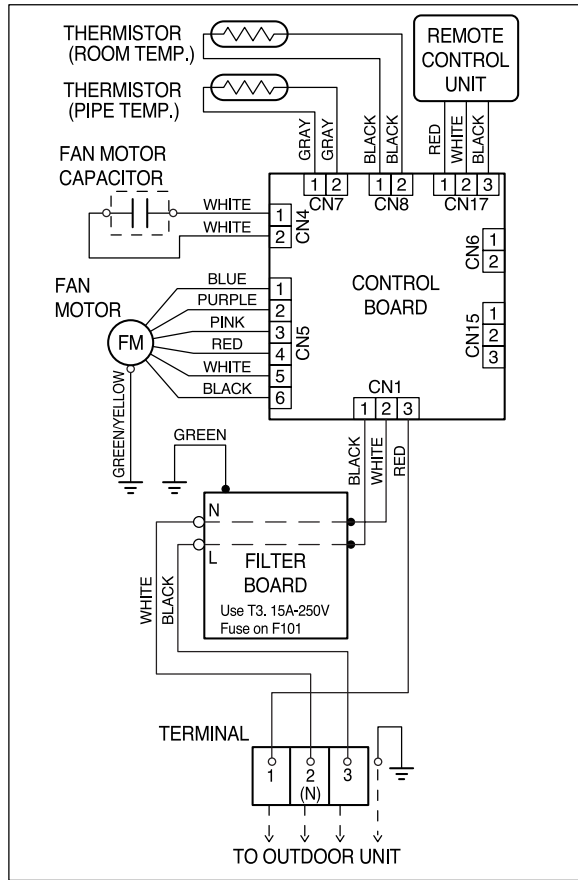 THERMISTOR
(ROOM TEMP.)
REMOTE
CONTROL
UNIT
THERMISTOR
(PIPE TEMP.)
GRAY
GRAY
BLACK
BLACK
RED
WHITE
BLACK
FAN MOTOR
CAPACITOR
1 2
CN7
1 2
CN8
1 2 3
CN17
WHITE
WHITE
1
2
CN4
CN6
1
2
CONTROL
BOARD
FAN
MOTOR
FM
BLUE
PURPLE
PINK
RED
WHITE
BLACK
1
2
3
4
5
6
CN5
CN15
1
2
3
CN1
1 2 3
GREEN/YELLOW
GREEN
BLACK
WHITE
RED
N
L
FILTER
BOARD
Use T3. 15A-250V
Fuse on F101
WHITE
BLACK
TERMINAL
1 2 3
(N)
TO OUTDOOR UNIT